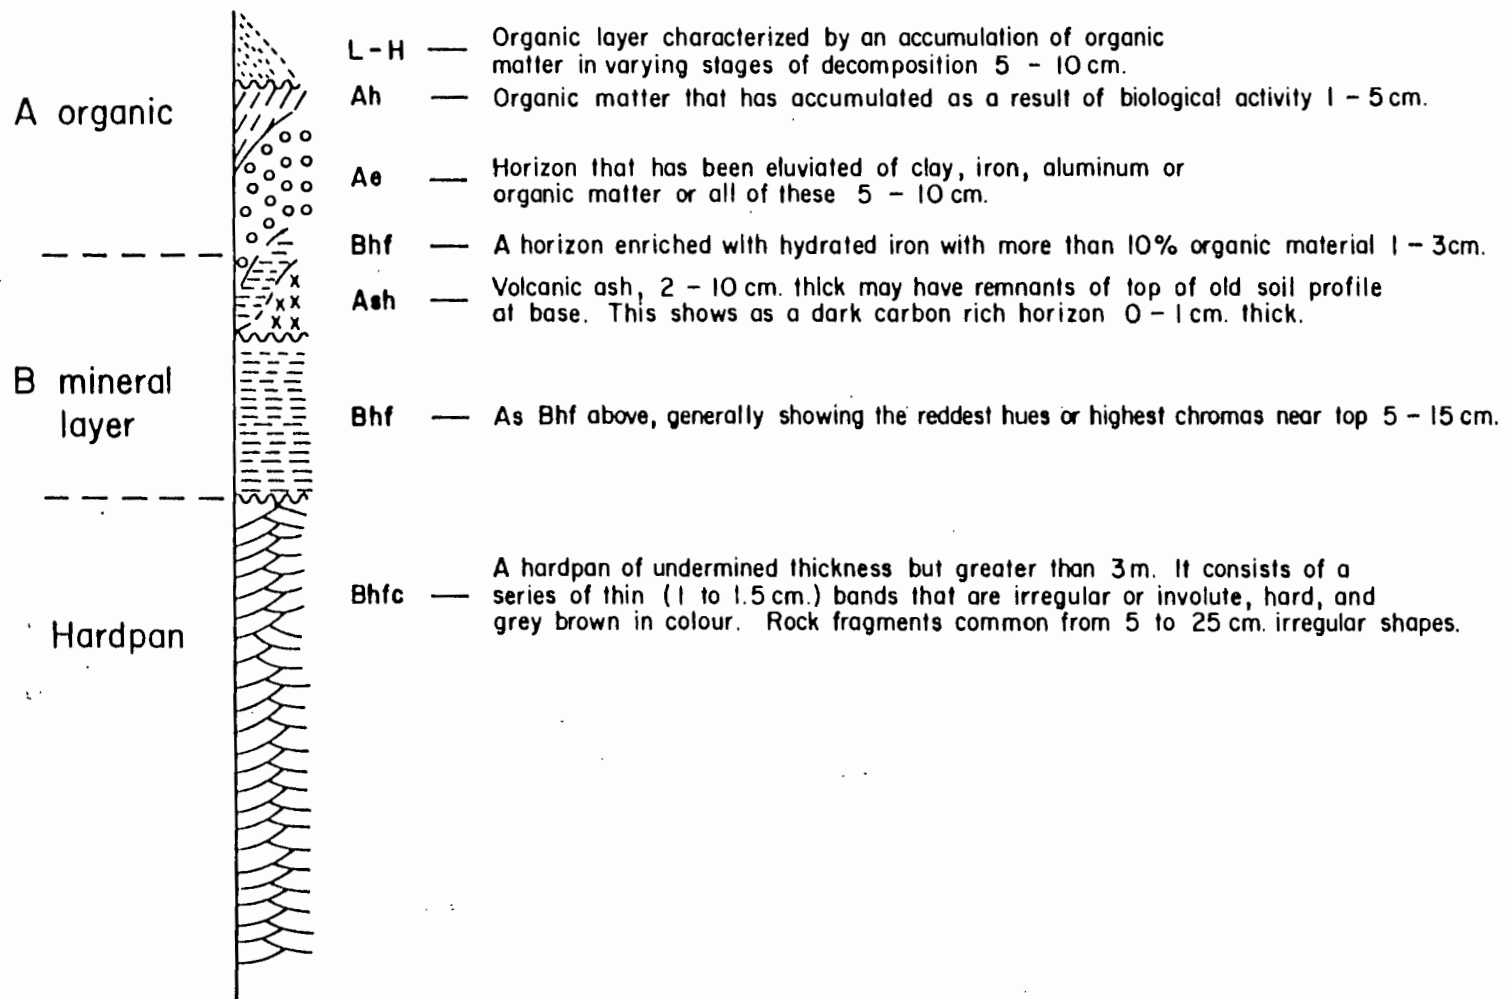 L-H — Organic layer characterized by an accumulation of organic
matter in varying stages of decomposition 5 - 10 cm.
A organic
Ah — Organic matter that has accumulated as a result of biological activity 1 - 5 cm.
Ae — Horizon that has been eluviated of clay, iron, aluminum or
organic matter or all of these 5 - 10 cm.
Bhf — A horizon enriched with hydrated iron with more than 10% organic material 1 - 3cm.
Ash — Volcanic ash, 2 - 10 cm. thick may have remnants of top of old soil profile
at base. This shows as a dark carbon rich horizon 0 - 1 cm. thick.
B mineral
layer
Bhf — As Bhf above, generally showing the reddest hues or highest chromas near top 5 - 15 cm.
Hardpan
Bhfc — A hardpan of undermined thickness but greater than 3 m. It consists of a
series of thin (1 to 1.5 cm.) bands that are irregular or involute, hard, and
grey brown in colour. Rock fragments common from 5 to 25 cm. irregular shapes.